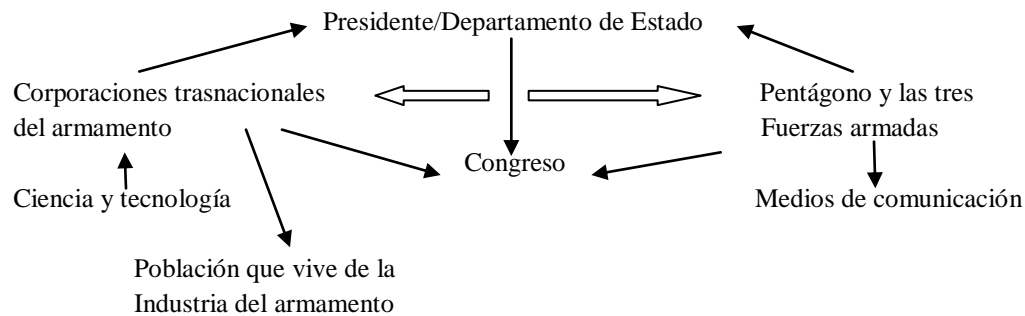 Presidente/Departamento de Estado
Corporaciones trasnacionales
del armamento
Pentágono y las tres
Fuerzas armadas
Congreso
Ciencia y tecnología
Medios de comunicación
Población que vive de la
Industria del armamento